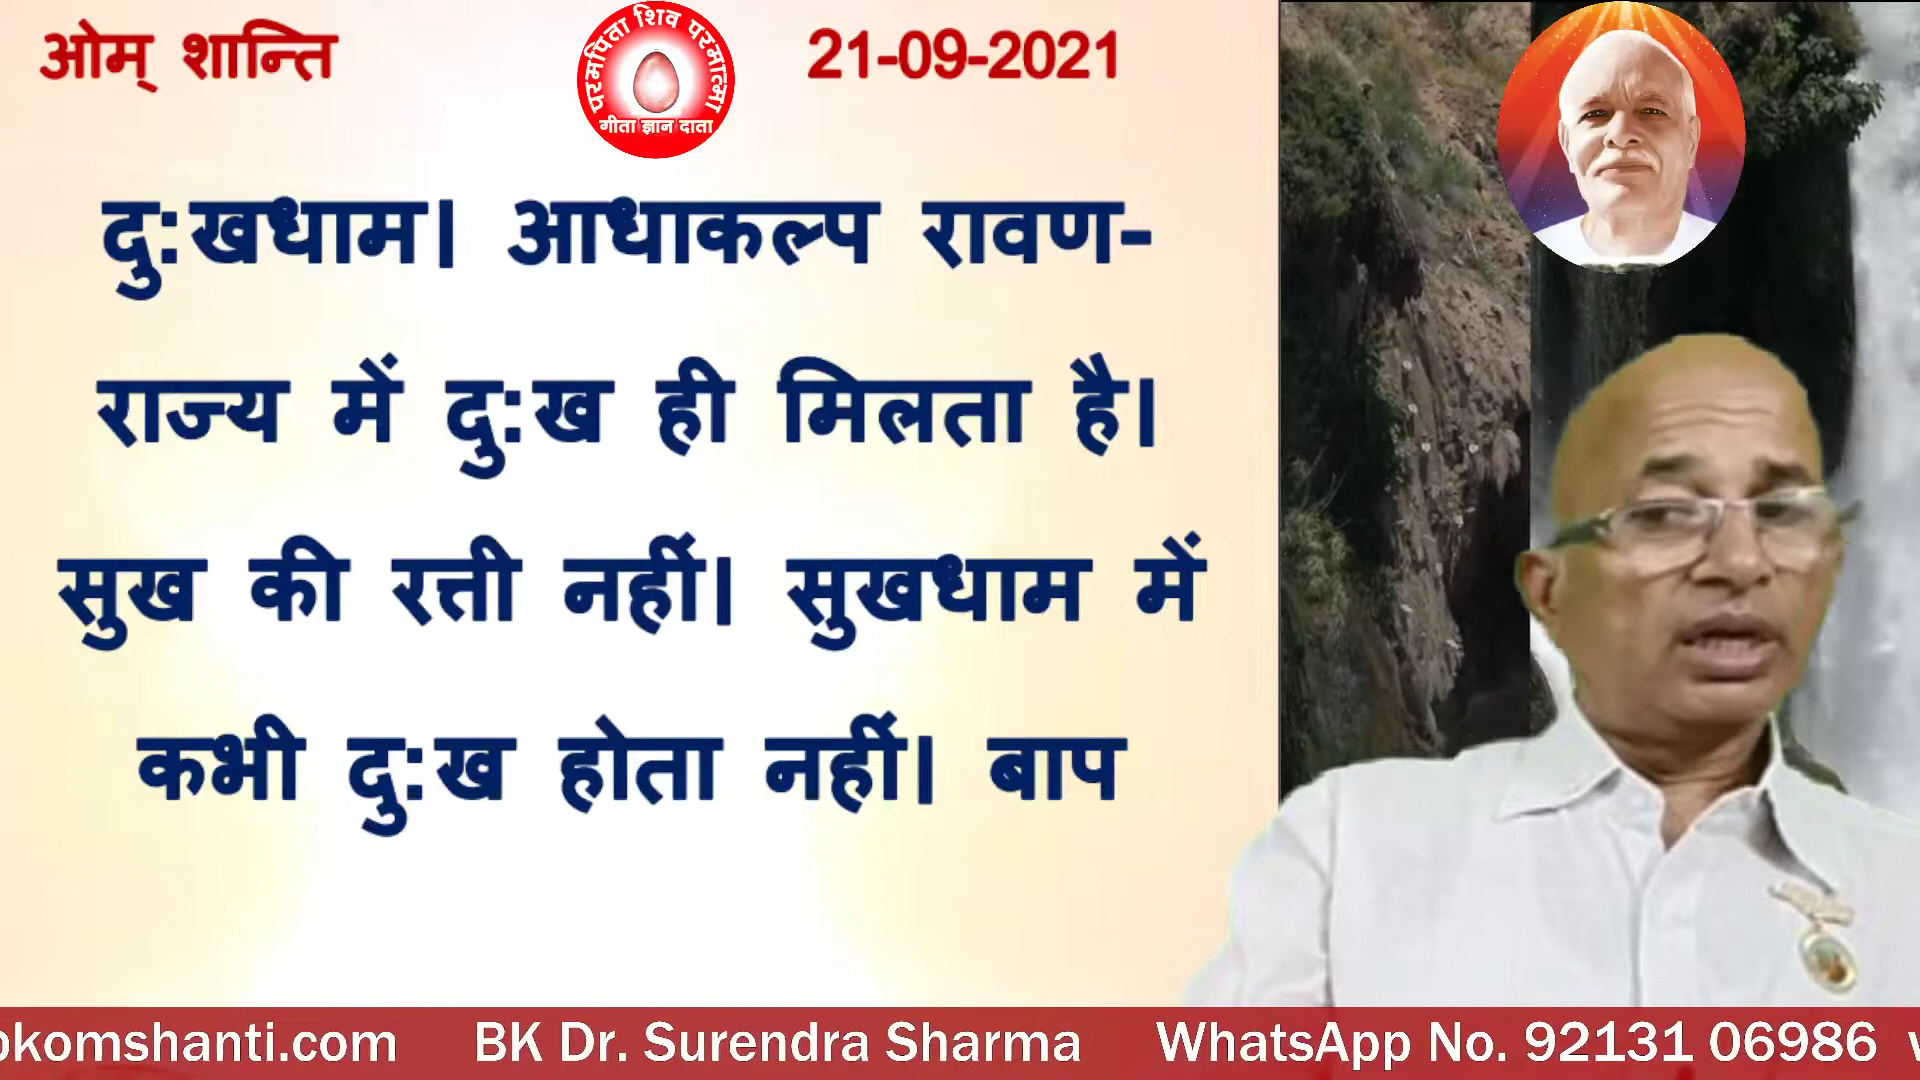 ओम् शान्ति
परमपिता शिव परमात्मा
गीता ज्ञान दाता
21-09-2021
दु:खधाम। आधाकल्प रावण-
राज्य में दु:ख ही मिलता है।
सुख की रत्ती नहीं। सुखधाम में
कभी दु:ख होता नहीं। बाप
okomshanti.com BK Dr. Surendra Sharma WhatsApp No. 92131 06986